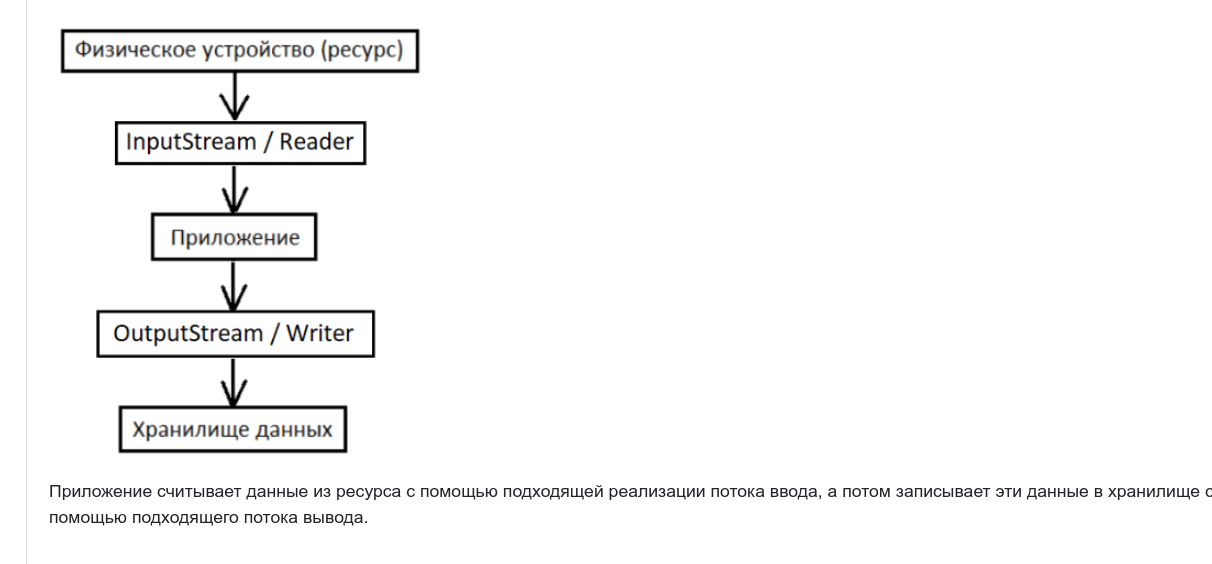 Физическое устройство (ресурс)
InputStream / Reader
Приложение
OutputStream / Writer
Хранилище данных
Приложение считывает данные из ресурса с помощью подходящей реализации потока ввода, а потом записывает эти данные в хранилище с
помощью подходящего потока вывода.